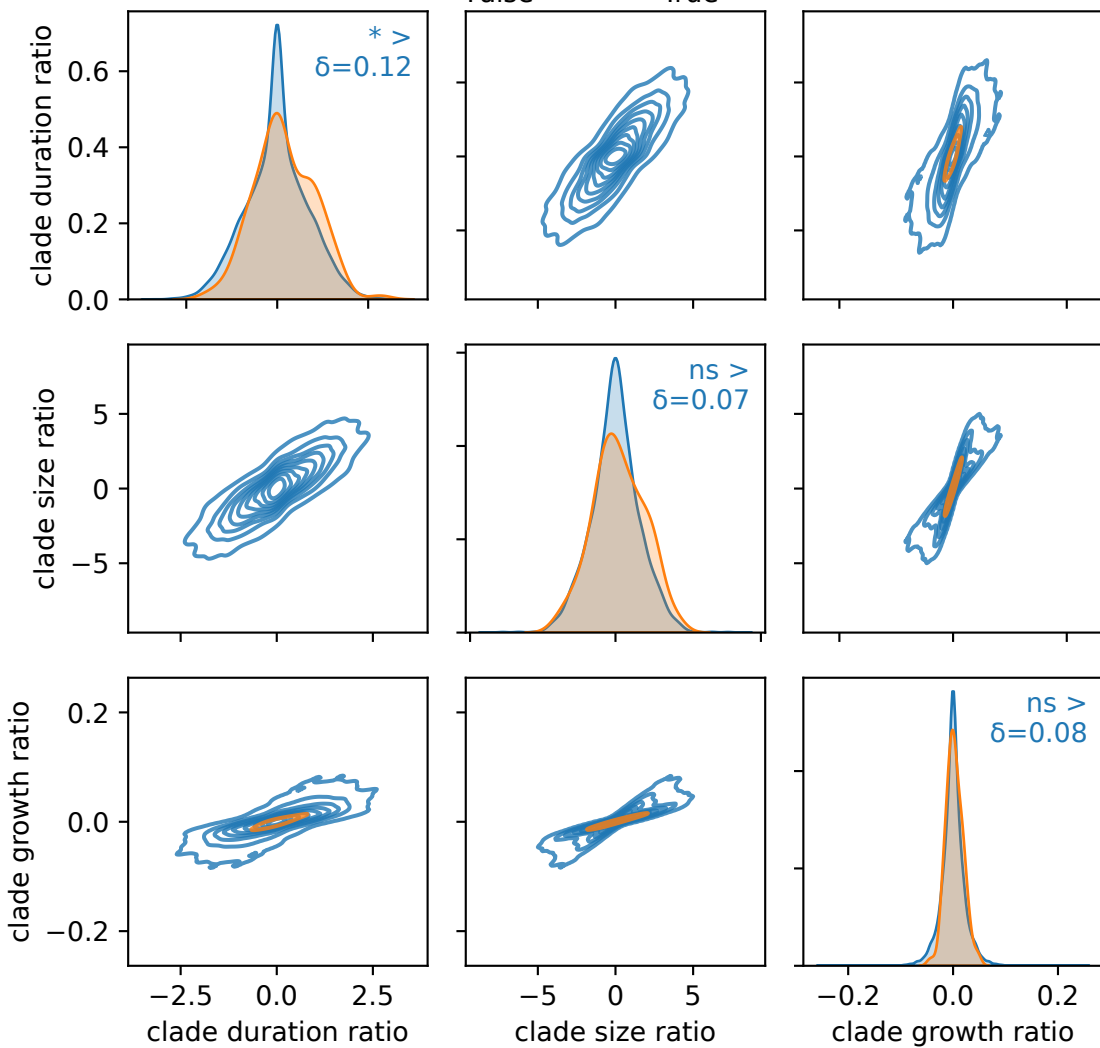 clade duration ratio
0.6
0.4
0.2
0.0
* >
δ=0.12
clade size ratio
5
0
−5
ns >
δ=0.07
clade growth ratio
0.2
0.0
−0.2
ns >
δ=0.08
−2.5 0.0 2.5
−5 0 5
−0.2 0.0 0.2
clade duration ratio
clade size ratio
clade growth ratio